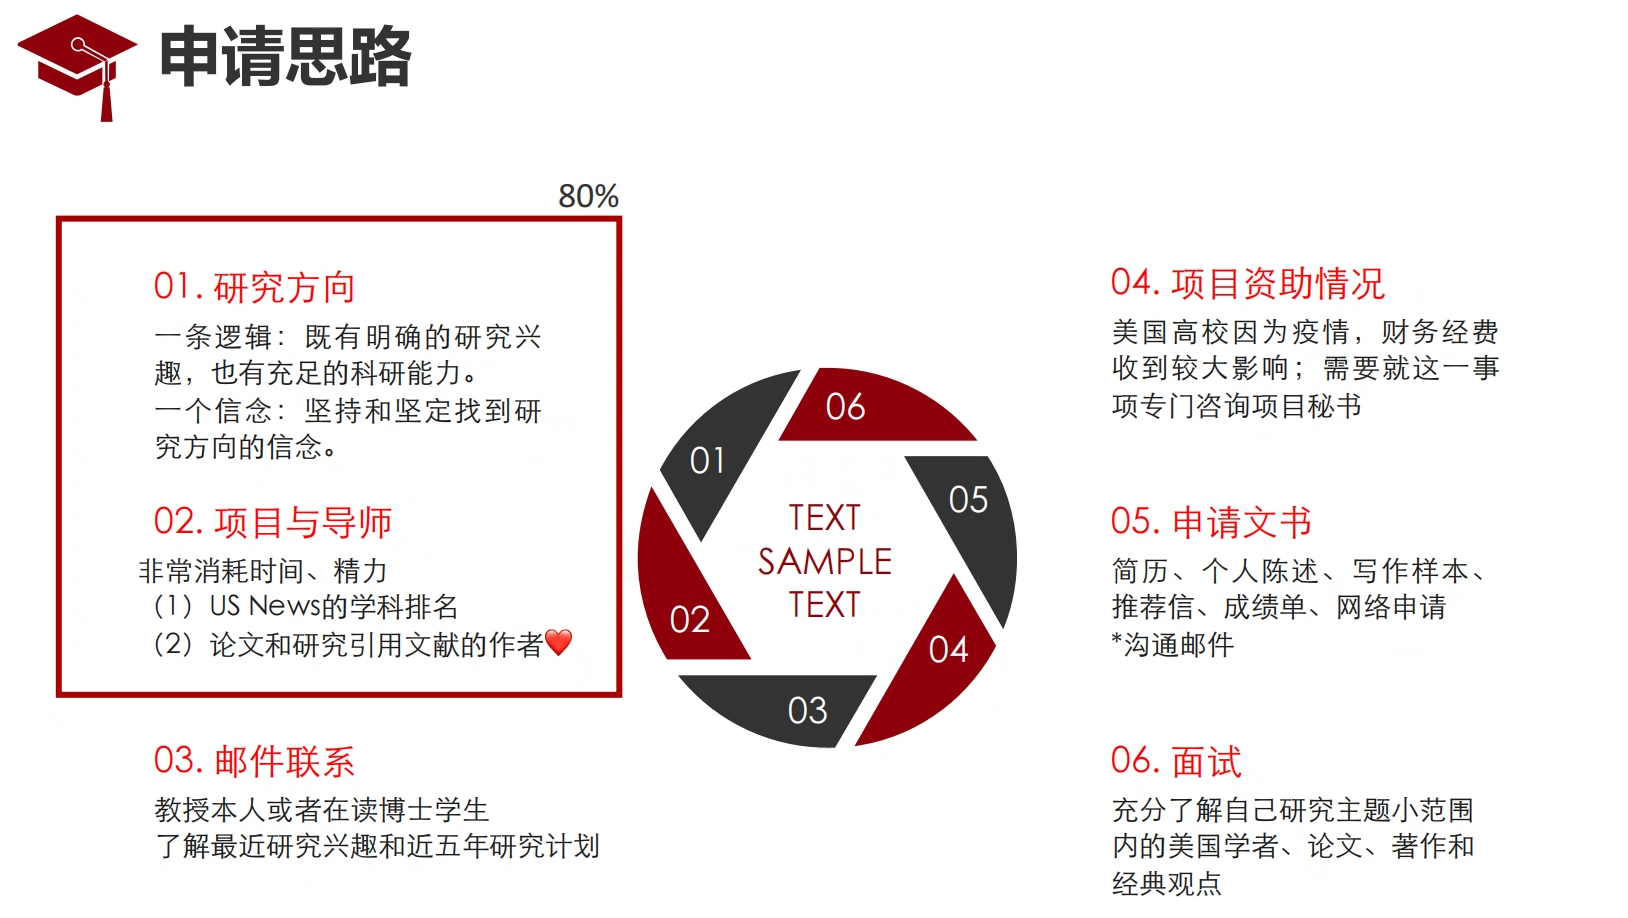 申请思路
80%
01. 研究方向
一条逻辑：既有明确的研究兴
趣，也有充足的科研能力。
一个信念：坚持和坚定找到研
究方向的信念。
02. 项目与导师
非常消耗时间、精力
（1）US News的学科排名
（2）论文和研究引用文献的作者❤️
03. 邮件联系
教授本人或者在读博士学生
了解最近研究兴趣和近五年研究计划
01
06
05
TEXT
SAMPLE
TEXT
02
04
03
04. 项目资助情况
美国高校因为疫情，财务经费
收到较大影响；需要就这一事
项专门咨询项目秘书
05. 申请文书
简历、个人陈述、写作样本、
推荐信、成绩单、网络申请
*沟通邮件
06. 面试
充分了解自己研究主题小范围
内的美国学者、论文、著作和
经典观点